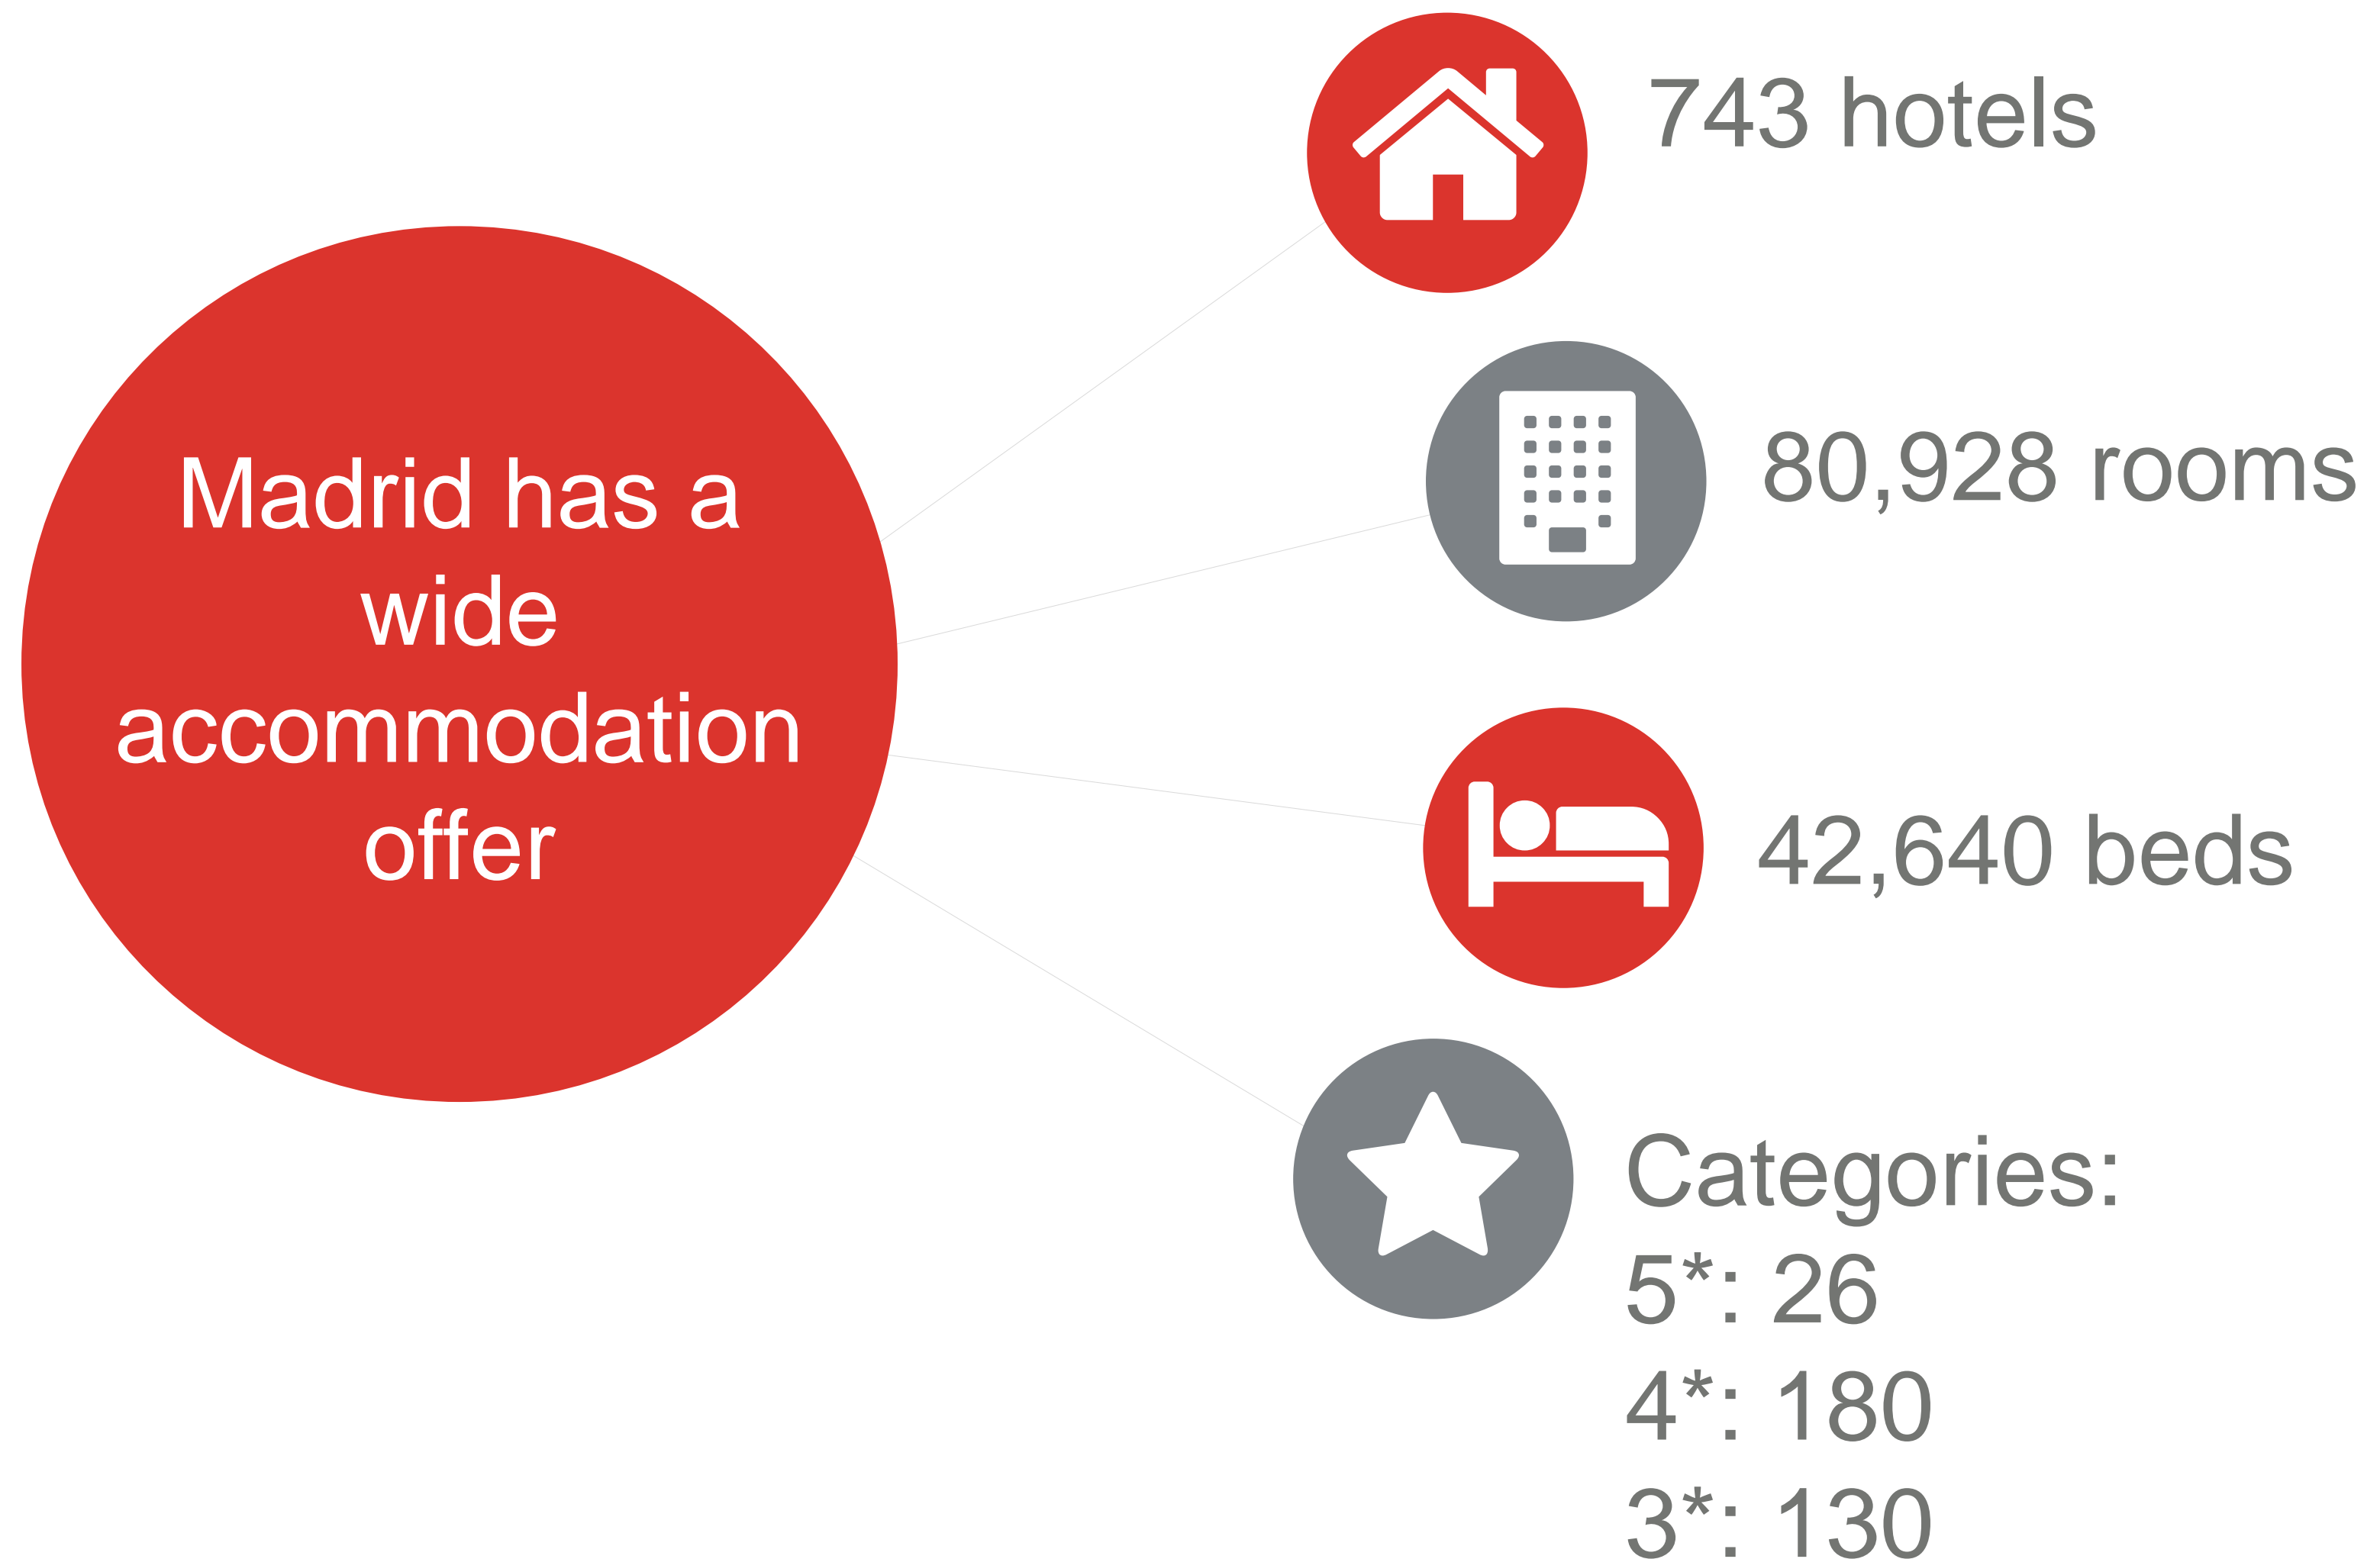 Madrid has a
wide
accommodation
offer
743 hotels
80,928 rooms
42,640 beds
Categories:
5*: 26
4*: 180
3*: 130